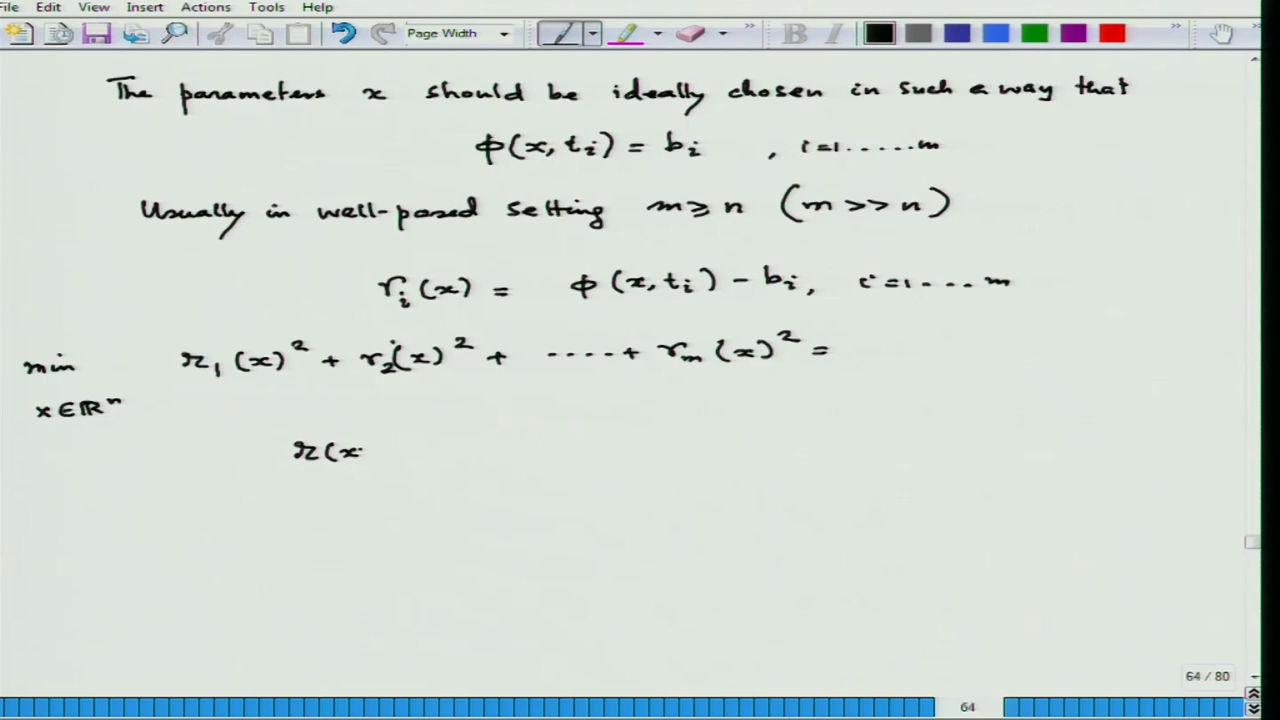 File Edit View Insert Actions Tools Help
Page Width
The parameters x should be ideally chosen in such a way that
φ(x, ti) = bi , i=1......m
Usually in well-posed setting m ≥ n (m >> n)
ri(x) = φ(x, ti) - bi, i=1....m
min r1(x)² + r2(x)² + ....+ rm(x)² =
x∈ℝⁿ
r(x
64 / 80
64